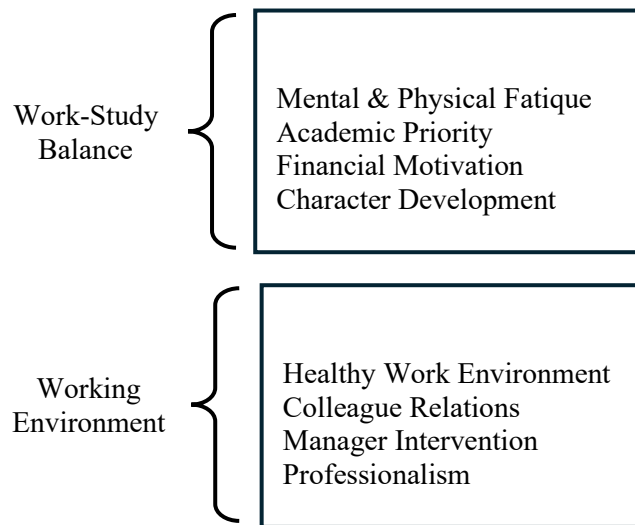 Work-Study
Balance
Mental & Physical Fatique
Academic Priority
Financial Motivation
Character Development
Working
Environment
Healthy Work Environment
Colleague Relations
Manager Intervention
Professionalism